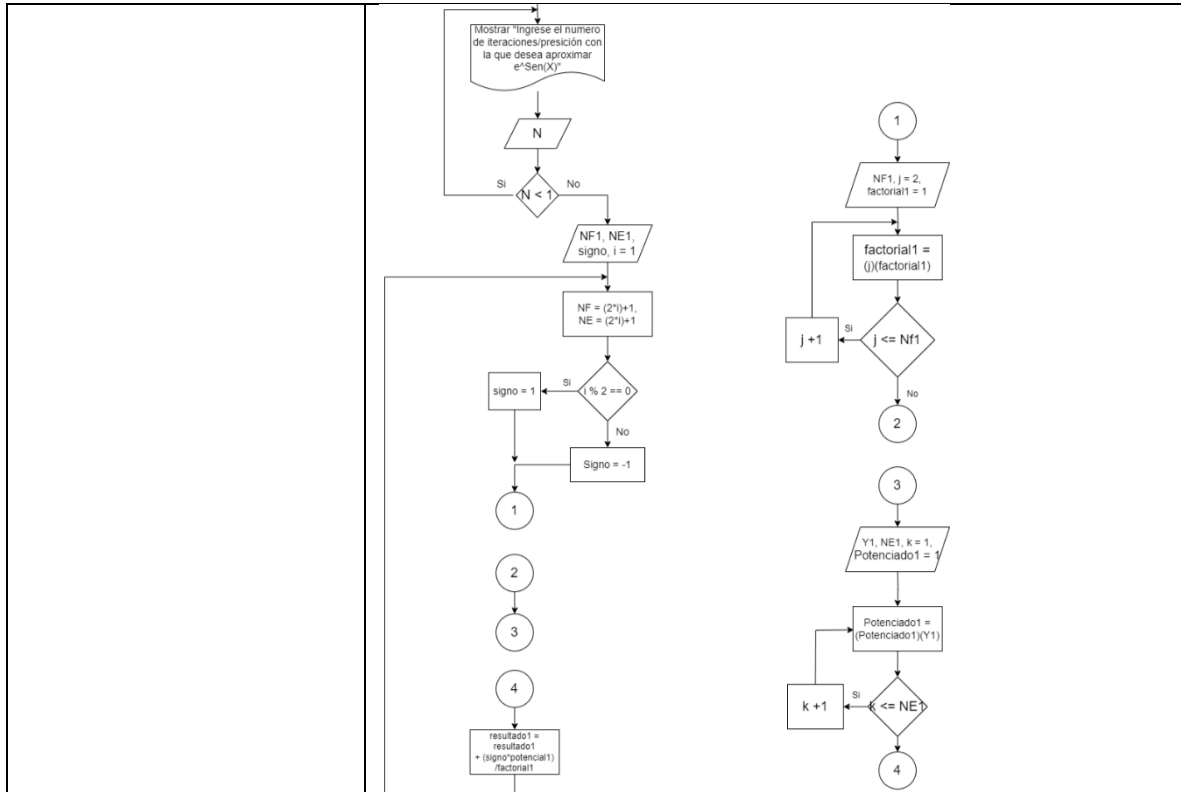 Mostrar "Ingrese el numero
de iteraciones/presición con
la que desea aproximar
e^Sen(X)"
N
Si
N < 1
No
NF1, NE1,
signo, i = 1
NF = (2*i)+1,
NE = (2*i)+1
signo = 1
Si
i % 2 == 0
No
Signo = -1
1
2
3
4
resultado1 =
resultado1
+ (signo*potencial1)
/factorial1
1
NF1, j = 2,
factorial1 = 1
factorial1 =
(j)(factorial1)
j +1
Si
j <= Nf1
No
2
3
Y1, NE1, k = 1,
Potenciado1 = 1
Potenciado1 =
(Potenciado1)(Y1)
k +1
Si
k <= NE1
4